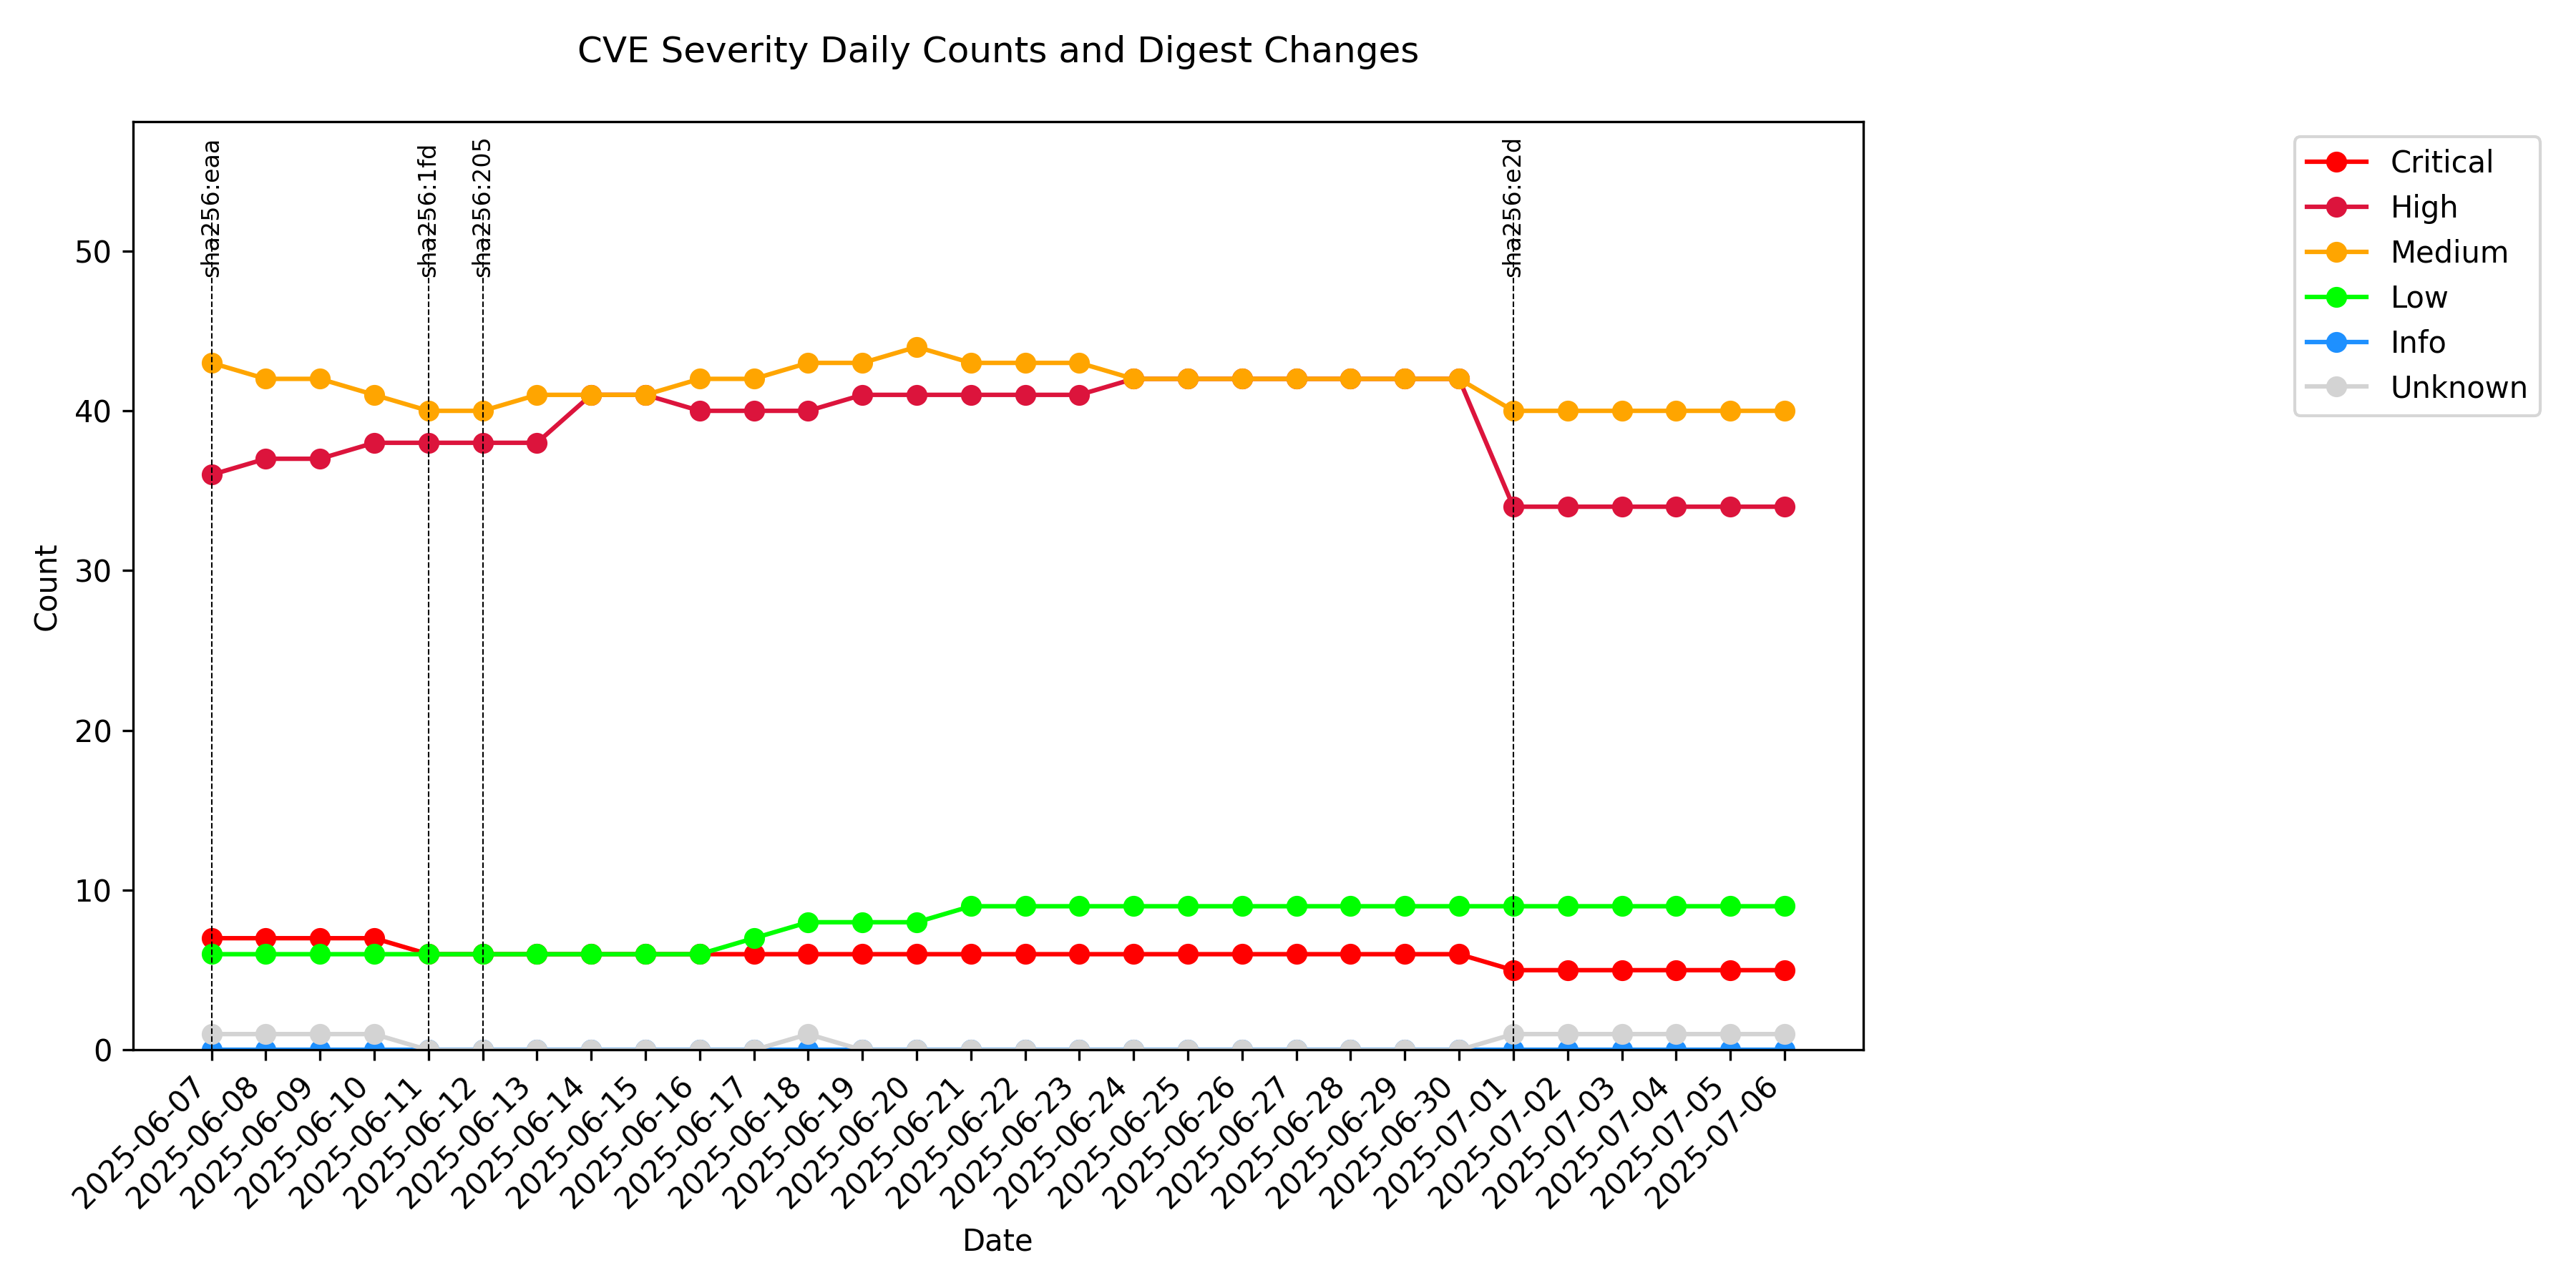 CVE Severity Daily Counts and Digest Changes
sha256:eaa
sha256:1fd
sha256:205
sha256:e2d
Critical
High
Medium
Low
Info
Unknown
Count
50
40
30
20
10
0
2025-06-07
2025-06-08
2025-06-09
2025-06-10
2025-06-11
2025-06-12
2025-06-13
2025-06-14
2025-06-15
2025-06-16
2025-06-17
2025-06-18
2025-06-19
2025-06-20
2025-06-21
2025-06-22
2025-06-23
2025-06-24
2025-06-25
2025-06-26
2025-06-27
2025-06-28
2025-06-29
2025-06-30
2025-07-01
2025-07-02
2025-07-03
2025-07-04
2025-07-05
2025-07-06
Date